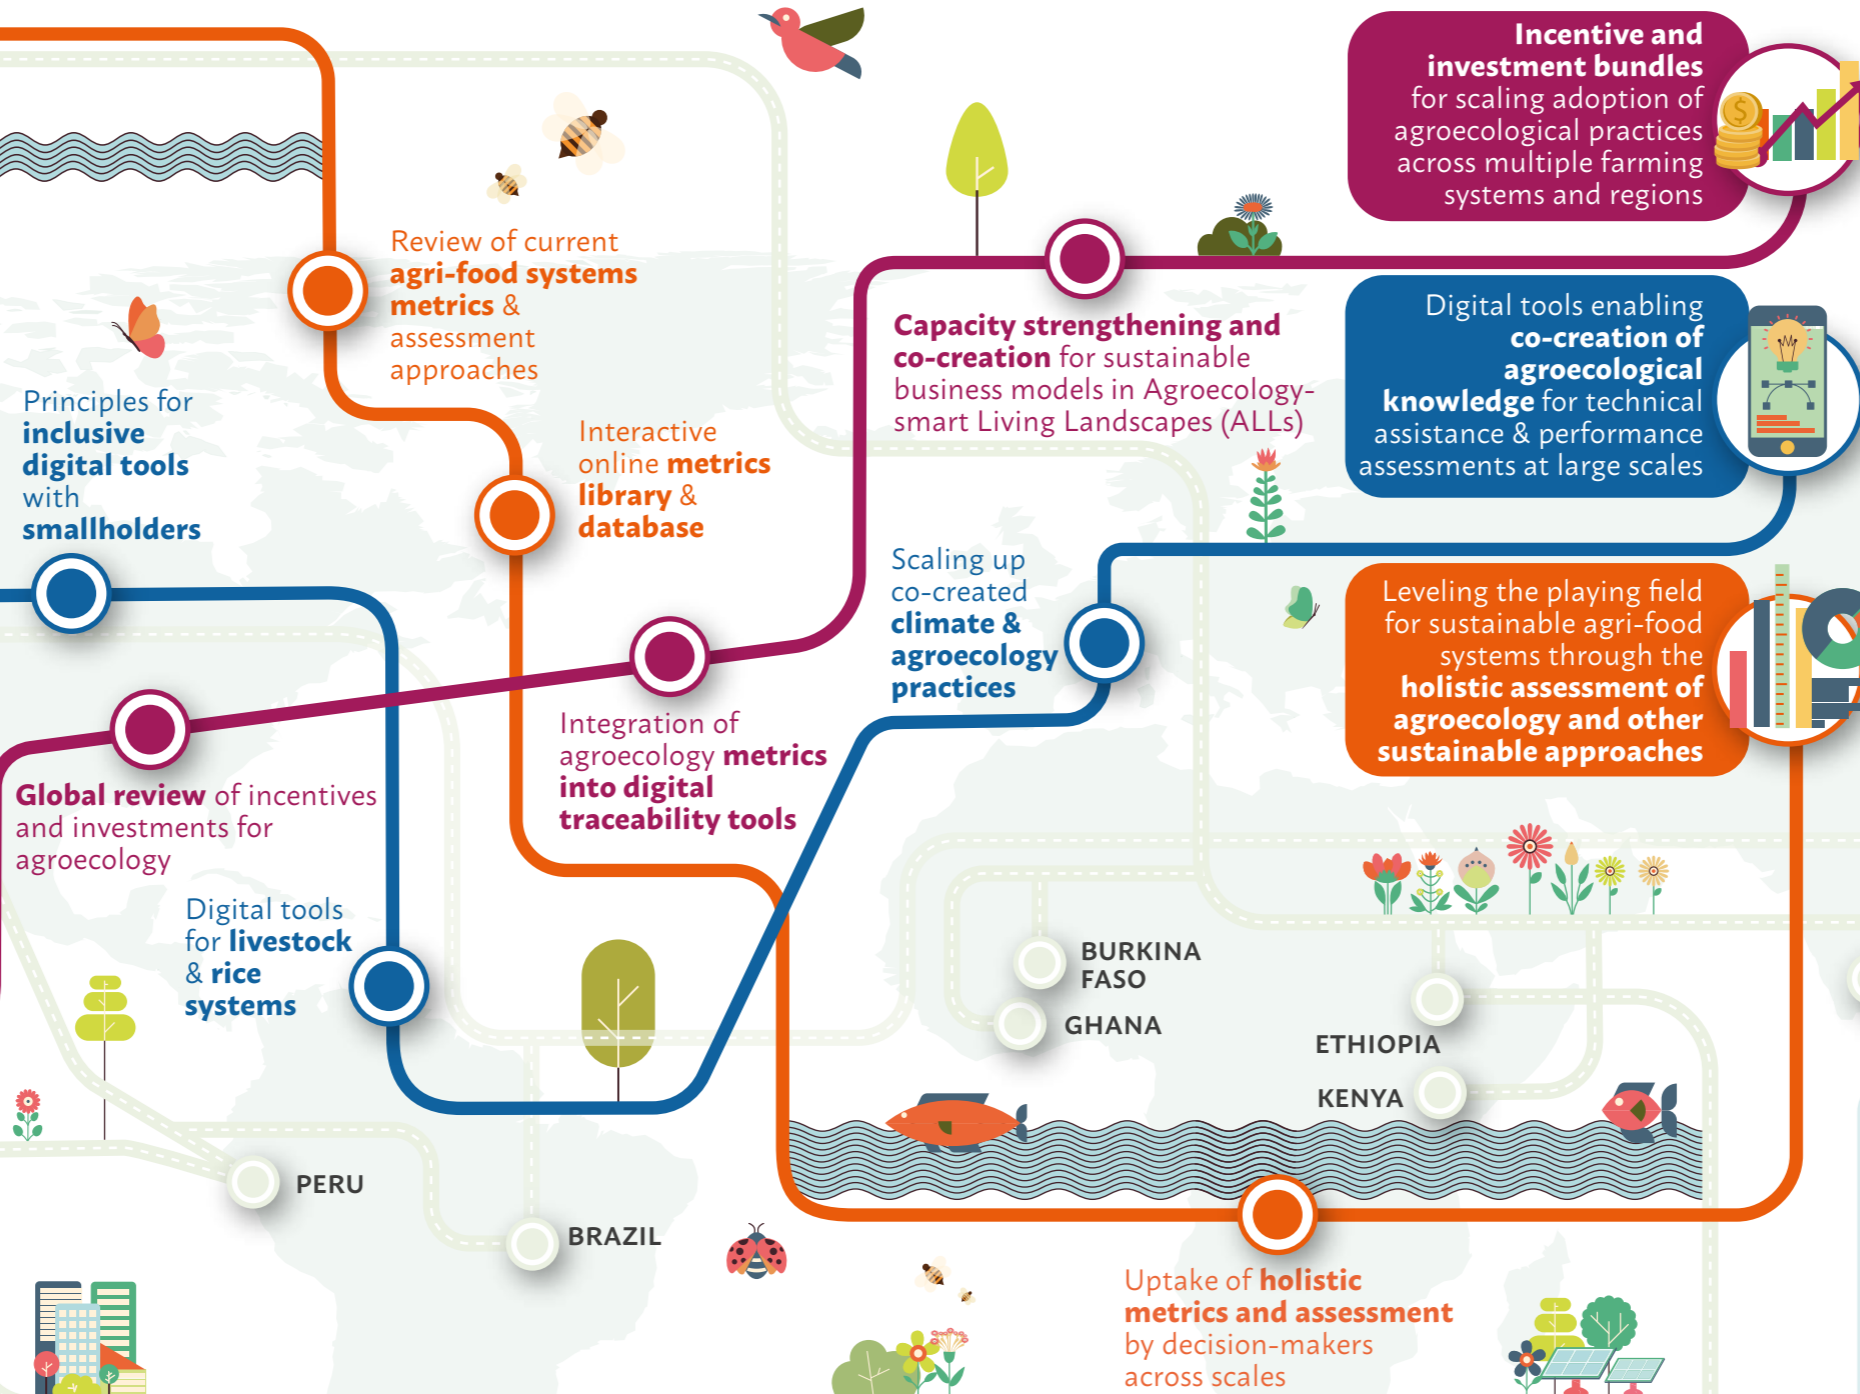 Incentive and
investment bundles
for scaling adoption of
agroecological practices
across multiple farming
systems and regions
Review of current
agri-food systems
metrics &
assessment
approaches
Digital tools enabling
co-creation of
agroecological
knowledge for technical
assistance & performance
assessments at large scales
Capacity strengthening and
co-creation for sustainable
business models in Agroecology-
smart Living Landscapes (ALLs)
Principles for
inclusive
digital tools
with
smallholders
Interactive
online metrics
library &
database
Scaling up
co-created
climate &
agroecology
practices
Leveling the playing field
for sustainable agri-food
systems through the
holistic assessment of
agroecology and other
sustainable approaches
Integration of
agroecology metrics
into digital
traceability tools
Global review of incentives
and investments for
agroecology
Digital tools
for livestock
& rice
systems
BURKINA
FASO
GHANA
ETHIOPIA
KENYA
PERU
BRAZIL
Uptake of holistic
metrics and assessment
by decision-makers
across scales